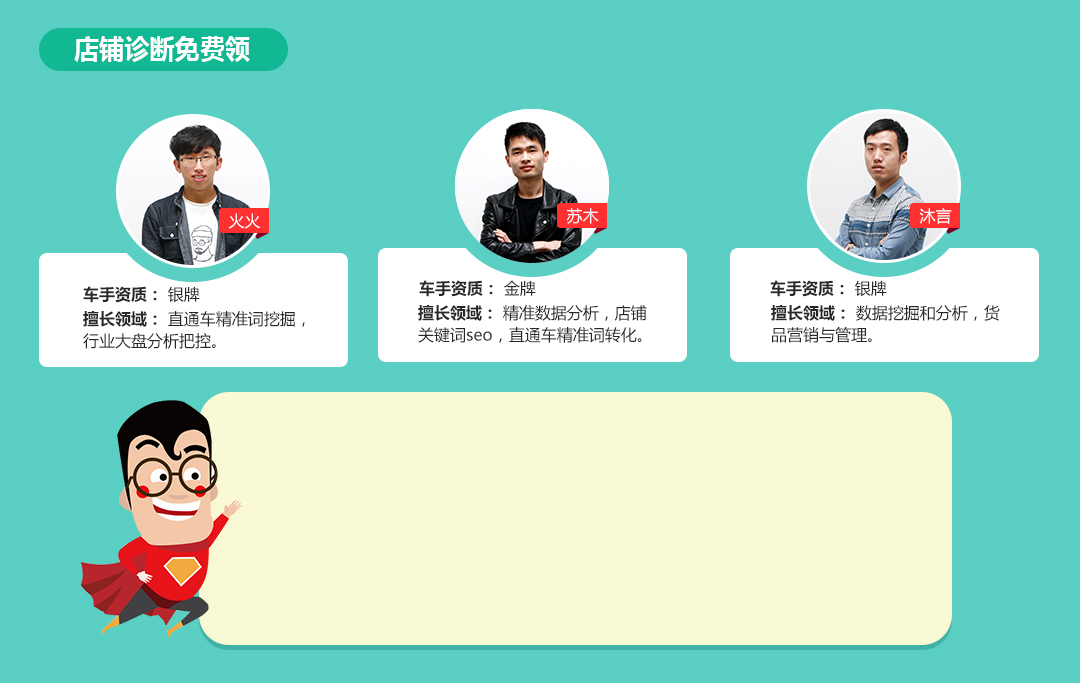 店铺诊断免费领
火火
车手资质： 银牌
擅长领域： 直通车精准词挖掘，
行业大盘分析把控。
苏木
车手资质： 金牌
擅长领域： 精准数据分析，店铺
关键词seo，直通车精准词转化。
沐言
车手资质： 银牌
擅长领域： 数据挖掘和分析，货
品营销与管理。